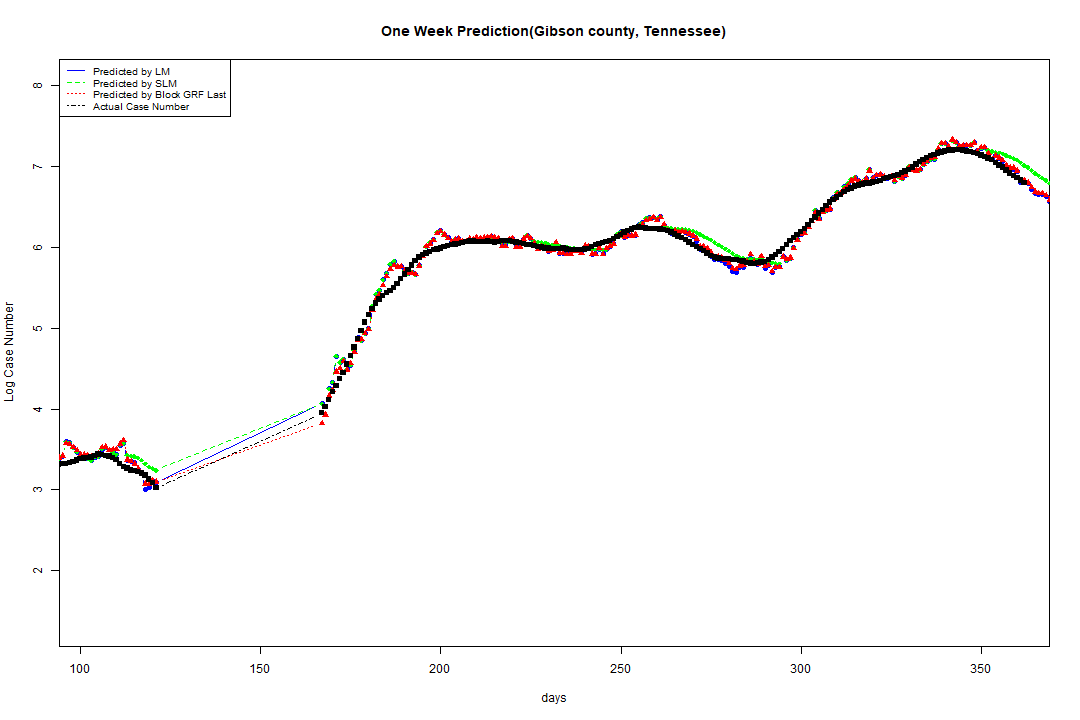 One Week Prediction(Gibson county, Tennessee)
Predicted by LM
Predicted by SLM
Predicted by Block GRF Last
Actual Case Number
8
7
6
5
4
3
2
Log Case Number
100 150 200 250 300 350
days